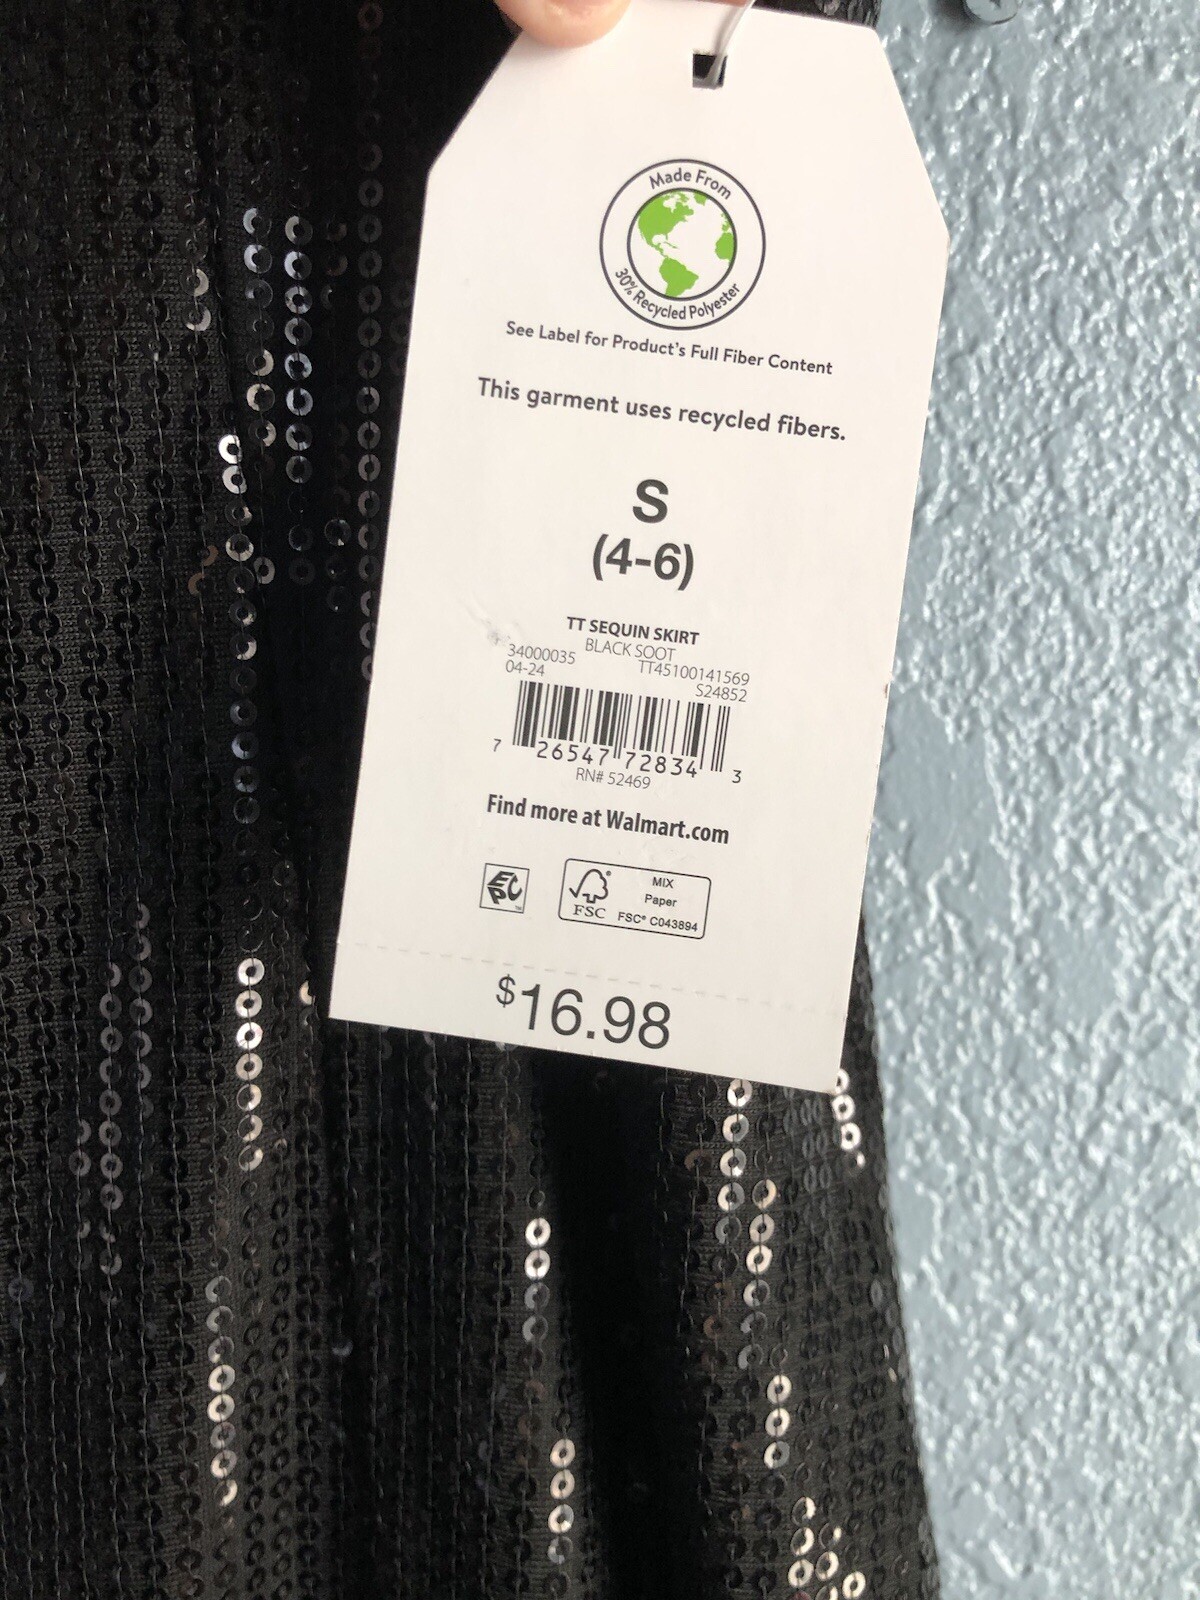 Made From
30% Recycled Polyester
See Label for Product's Full Fiber Content
This garment uses recycled fibers.
S
(4-6)
TT SEQUIN SKIRT
BLACK SOOT
34000035 TT45100141569
04-24 S24852
7 26547 72834 3
RN# 52469
Find more at Walmart.com
EPC
FSC
MIX
Paper
FSC® C043894
$16.98